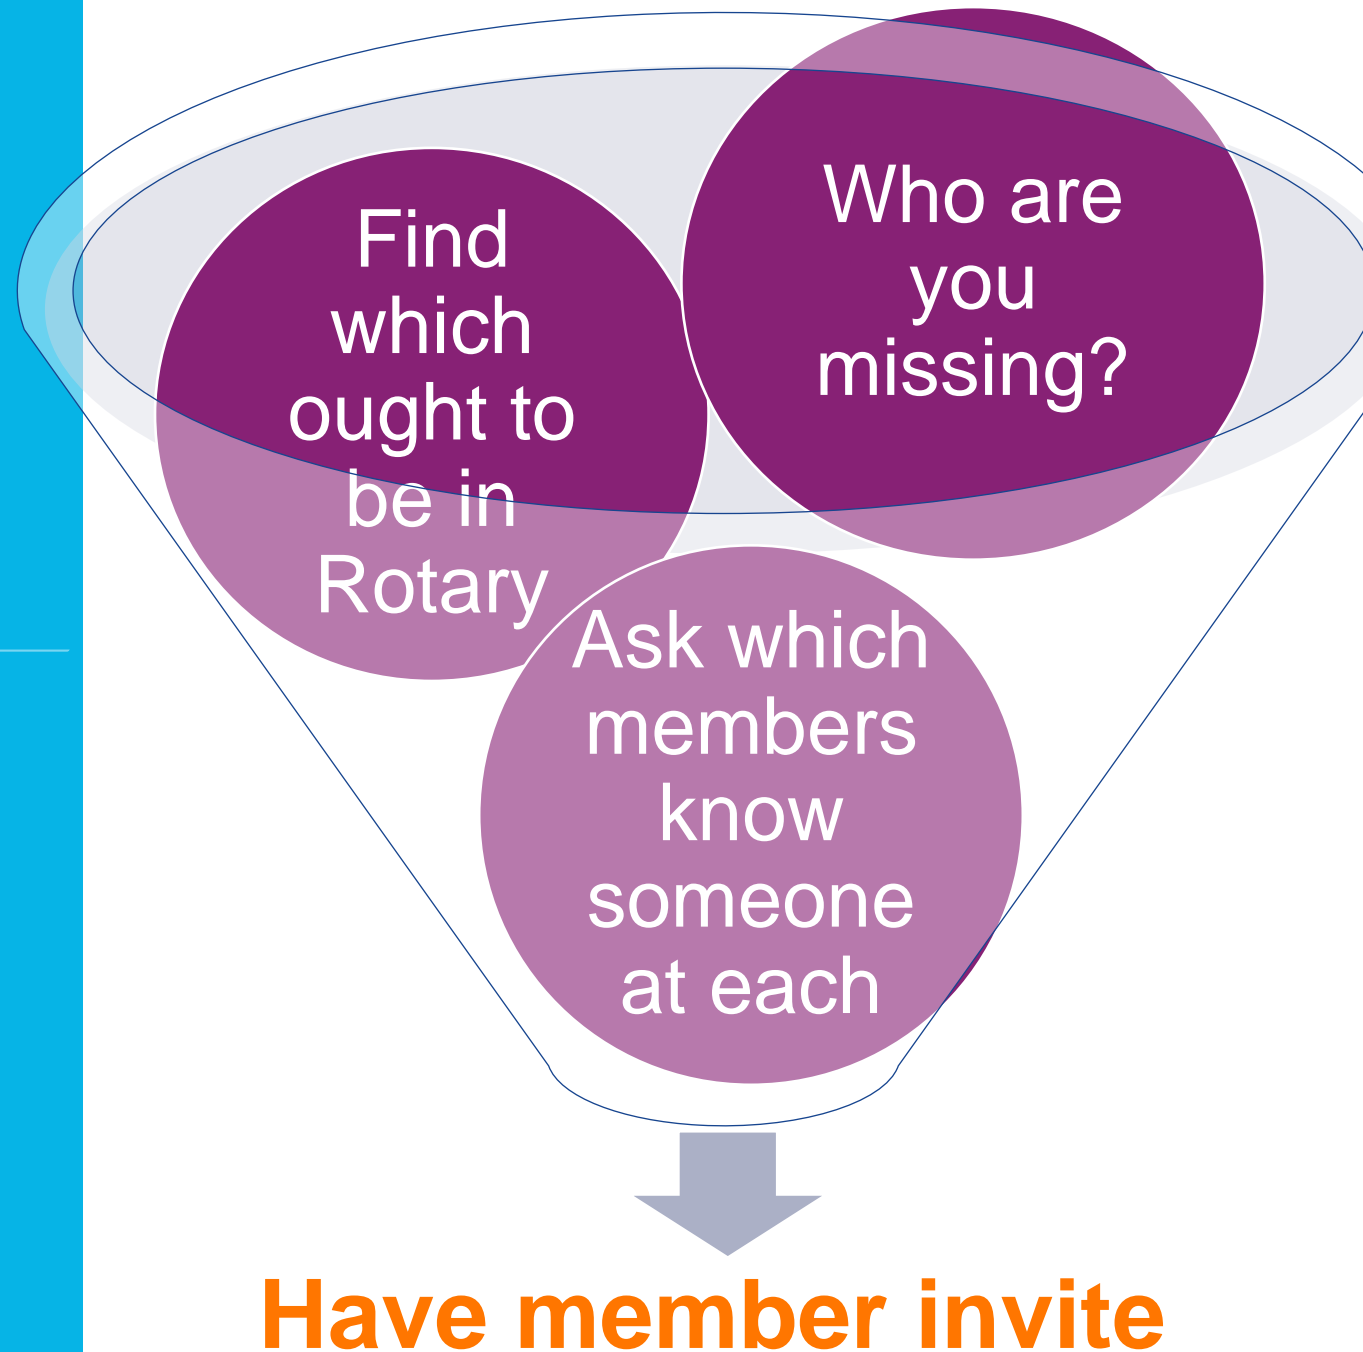 Find
which
ought to
be in
Rotary
Who are
you
missing?
Ask which
members
know
someone
at each
Have member invite